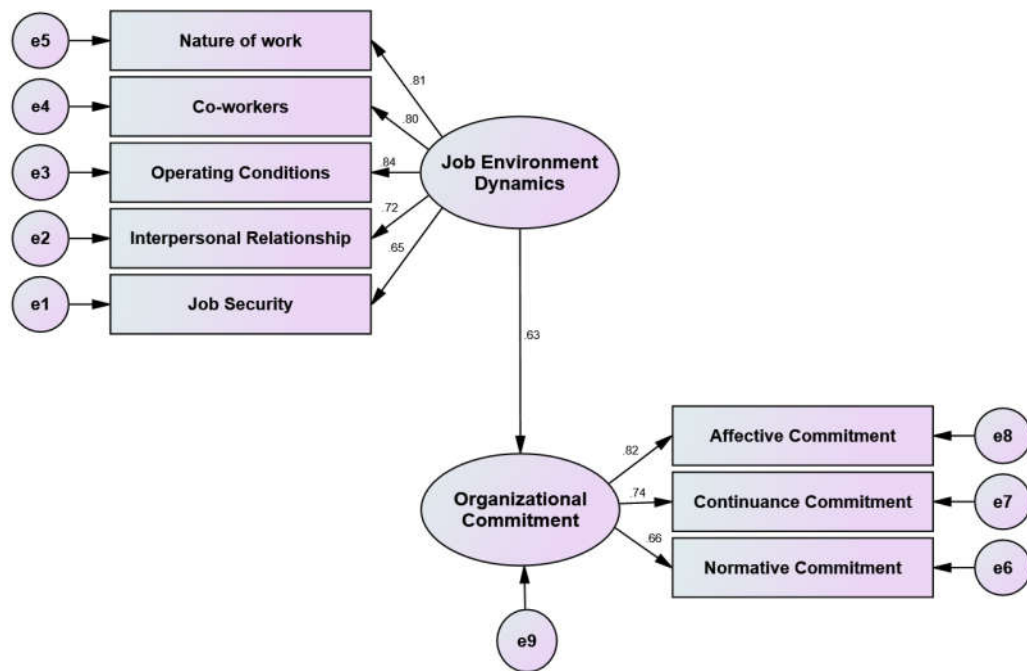 e5
Nature of work
.81
e4
Co-workers
.80
e3
Operating Conditions
.84
Job Environment
Dynamics
e2
Interpersonal Relationship
.72
e1
Job Security
.65
.63
Affective Commitment
e8
.82
Organizational
Commitment
.74
Continuance Commitment
e7
.66
Normative Commitment
e6
e9